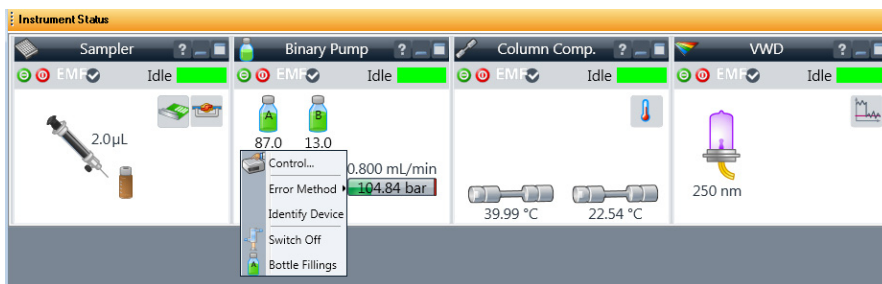 Instrument Status
Sampler ?
EMF Idle
2.0µL
Binary Pump ?
EMF Idle
A B
87.0 13.0
0.800 mL/min
104.84 bar
Control...
Error Method
Identify Device
Switch Off
A Bottle Fillings
Column Comp. ?
EMF Idle
39.99 °C 22.54 °C
VWD ?
EMF Idle
250 nm